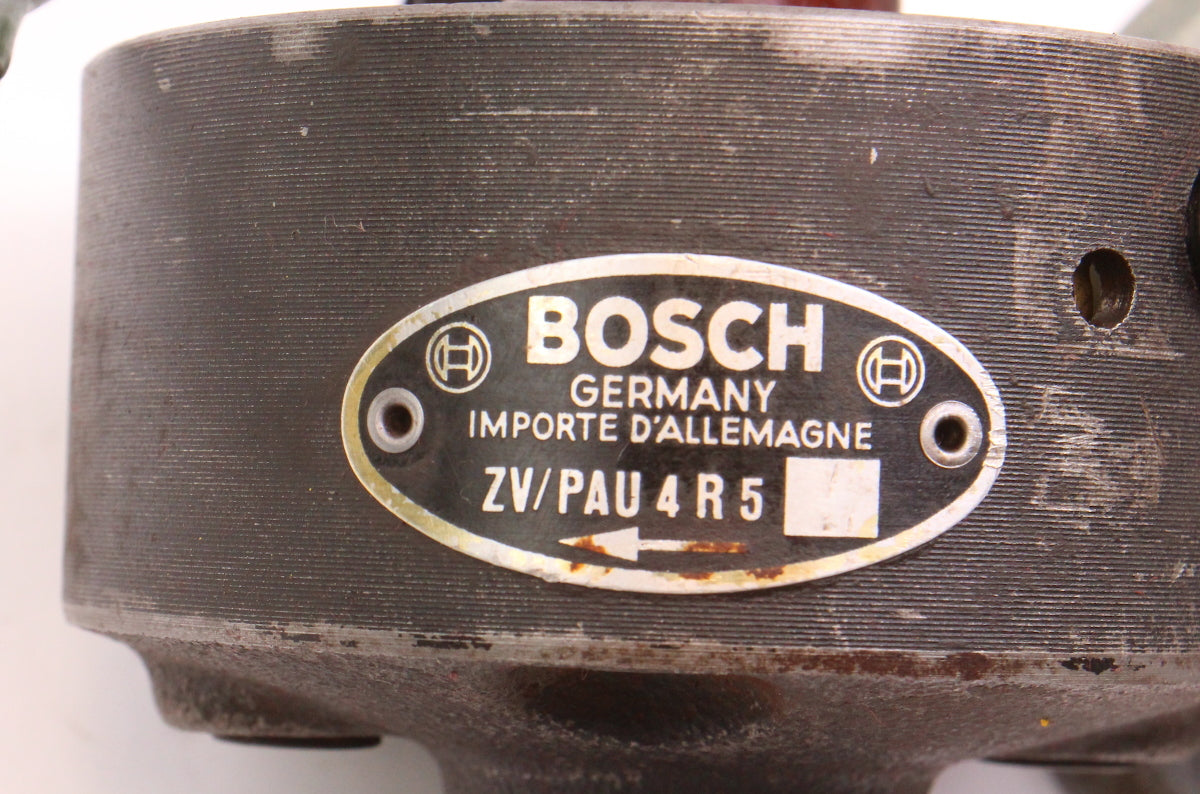 BOSCH
GERMANY
IMPORTE D'ALLEMAGNE
ZV/PAU 4 R 5